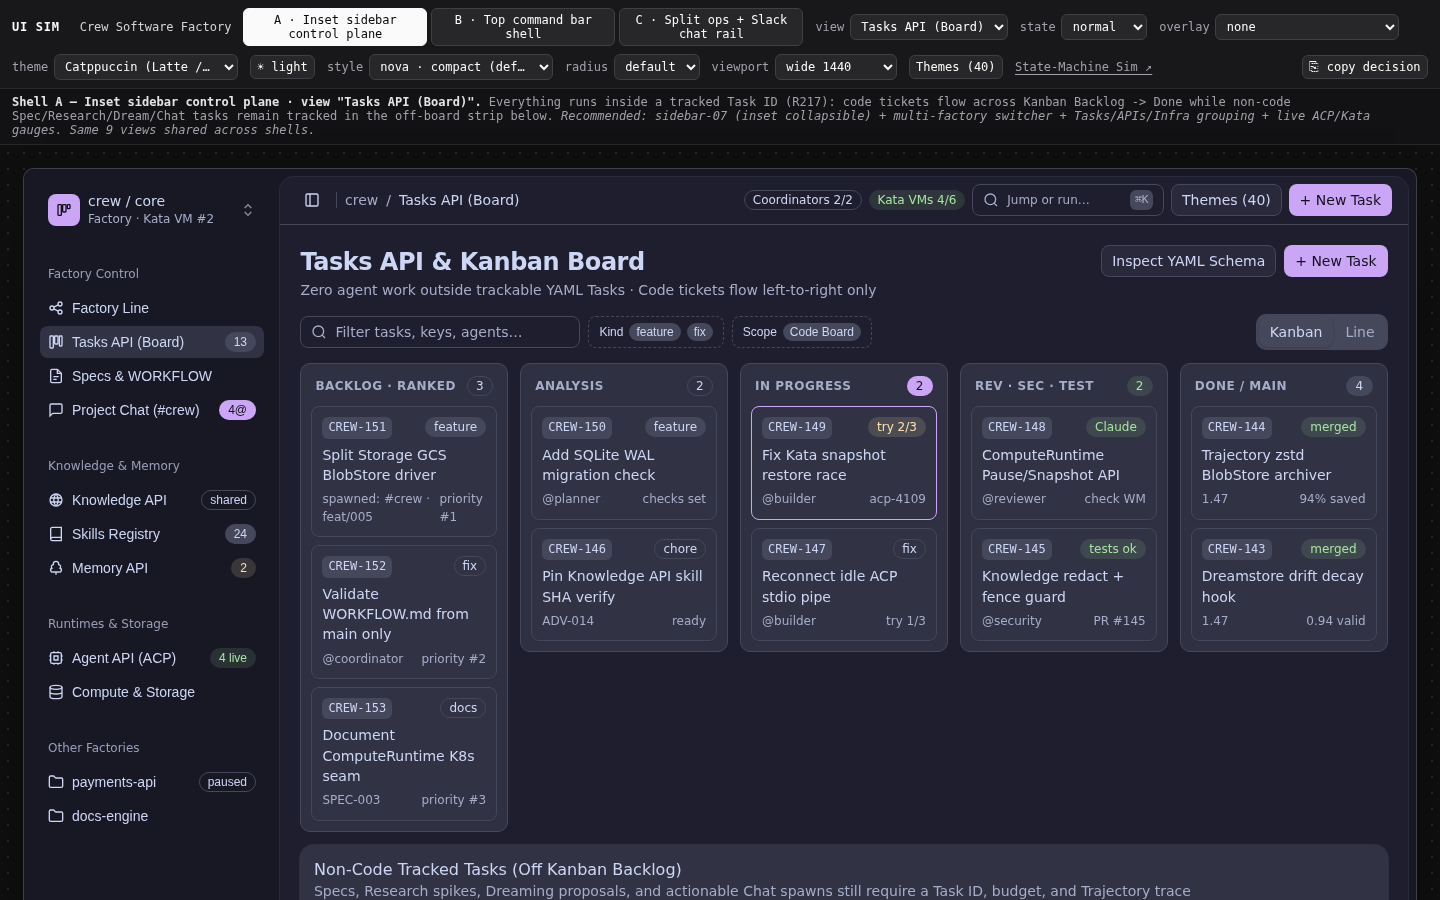 UI SIM
Crew Software Factory
A · Inset sidebar
control plane
B · Top command bar
shell
C · Split ops + Slack
chat rail
view
Tasks API (Board)
state
normal
overlay
none
theme
Catppuccin (Latte /…
☀ light
style
nova · compact (def…
radius
default
viewport
wide 1440
Themes (40)
State-Machine Sim ↗
⎘ copy decision
Shell A — Inset sidebar control plane · view "Tasks API (Board)". Everything runs inside a tracked Task ID (R217): code tickets flow across Kanban Backlog -> Done while non-code
Spec/Research/Dream/Chat tasks remain tracked in the off-board strip below. Recommended: sidebar-07 (inset collapsible) + multi-factory switcher + Tasks/APIs/Infra grouping + live ACP/Kata
gauges. Same 9 views shared across shells.
crew / core
Factory · Kata VM #2
Factory Control
Factory Line
Tasks API (Board)
13
Specs & WORKFLOW
Project Chat (#crew)
4@
Knowledge & Memory
Knowledge API
shared
Skills Registry
24
Memory API
2
Runtimes & Storage
Agent API (ACP)
4 live
Compute & Storage
Other Factories
payments-api
paused
docs-engine
crew / Tasks API (Board)
Coordinators 2/2
Kata VMs 4/6
Jump or run…
⌘K
Themes (40)
+ New Task
Tasks API & Kanban Board
Zero agent work outside trackable YAML Tasks · Code tickets flow left-to-right only
Inspect YAML Schema
+ New Task
Filter tasks, keys, agents…
Kind
feature
fix
Scope
Code Board
Kanban
Line
BACKLOG · RANKED
3
CREW-151
feature
Split Storage GCS
BlobStore driver
spawned: #crew ·
feat/005
priority
#1
CREW-152
fix
Validate
WORKFLOW.md from
main only
@coordinator
priority #2
CREW-153
docs
Document
ComputeRuntime K8s
seam
SPEC-003
priority #3
ANALYSIS
2
CREW-150
feature
Add SQLite WAL
migration check
@planner
checks set
CREW-146
chore
Pin Knowledge API skill
SHA verify
ADV-014
ready
IN PROGRESS
2
CREW-149
try 2/3
Fix Kata snapshot
restore race
@builder
acp-4109
CREW-147
fix
Reconnect idle ACP
stdio pipe
@builder
try 1/3
REV · SEC · TEST
2
CREW-148
Claude
ComputeRuntime
Pause/Snapshot API
@reviewer
check WM
CREW-145
tests ok
Knowledge redact +
fence guard
@security
PR #145
DONE / MAIN
4
CREW-144
merged
Trajectory zstd
BlobStore archiver
1.47
94% saved
CREW-143
merged
Dreamstore drift decay
hook
1.47
0.94 valid
Non-Code Tracked Tasks (Off Kanban Backlog)
Specs, Research spikes, Dreaming proposals, and actionable Chat spawns still require a Task ID, budget, and Trajectory trace